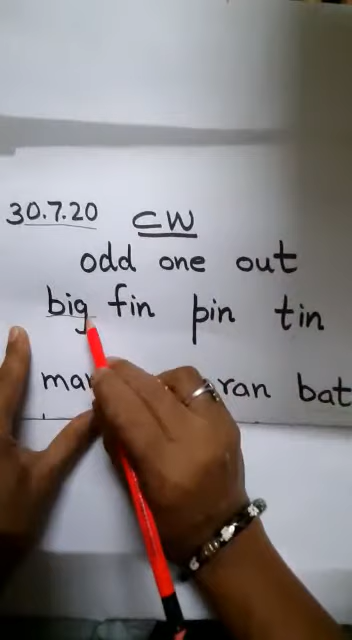 30.7.20 CW
odd one out
big fin pin tin
ran bat